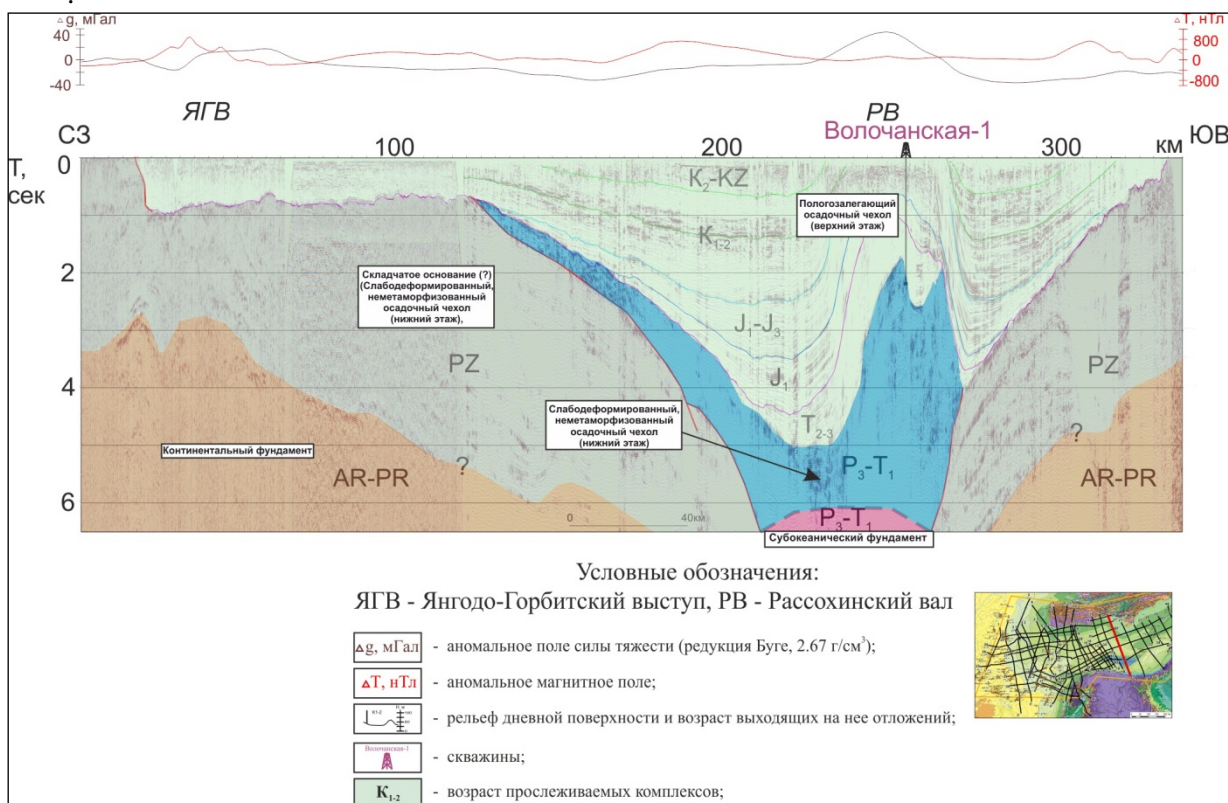 Δ g, мГал
ΔT, нТл
40
0
-40
800
0
-800
ЯГВ
РВ
Волочанская-1
СЗ
100
200
300
км
ЮВ
T,
сек
0
2
4
6
K₂-KZ
K₁₋₂
J₁-J₃
J₁
T₂₋₃
P₃-T₁
P₃-T₁
Пологозалегающий
осадочный чехол
(верхний этаж)
Складчатое основание (?)
(Слабодеформированный,
неметаморфизованный
осадочный чехол
(нижний этаж),
PZ
PZ
Слабодеформированный,
неметаморфизованный
осадочный чехол
(нижний этаж)
Континентальный фундамент
AR-PR
?
?
AR-PR
0 40км
Субокеанический фундамент
Условные обозначения:
ЯГВ - Янгодо-Горбитский выступ, РВ - Рассохинский вал
Δg, мГал - аномальное поле силы тяжести (редукция Буге, 2.67 г/см³);
ΔT, нТл - аномальное магнитное поле;
K1-2 - рельеф дневной поверхности и возраст выходящих на нее отложений;
Волочанская-1 - скважины;
K₁₋₂ - возраст прослеживаемых комплексов;